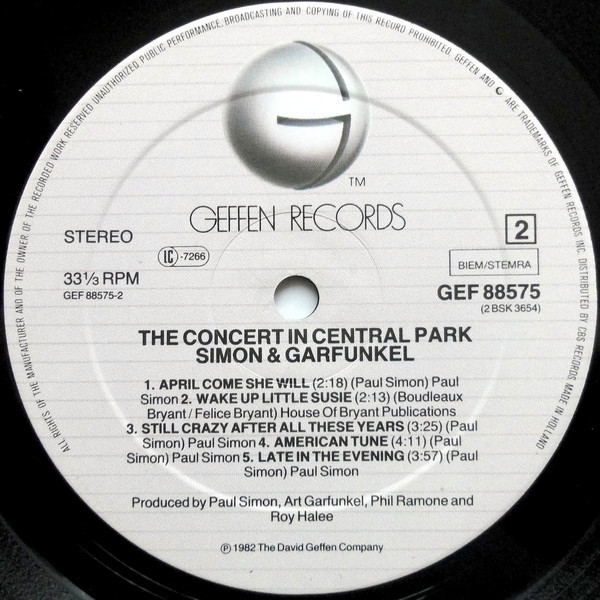 ALL RIGHTS OF THE MANUFACTURER AND OF THE OWNER OF THE RECORDED WORK RESERVED UNAUTHORIZED PUBLIC PERFORMANCE, BROADCASTING AND COPYING OF THIS RECORD PROHIBITED. GEFFEN AND G ARE TRADEMARKS OF GEFFEN RECORDS INC. DISTRIBUTED BY CBS RECORDS MADE IN HOLLAND
TM
GEFFEN RECORDS
STEREO
LC -7266
2
BIEM/STEMRA
33⅓ RPM
GEF 88575-2
GEF 88575
(2 BSK 3654)
THE CONCERT IN CENTRAL PARK
SIMON & GARFUNKEL
1. APRIL COME SHE WILL (2:18) (Paul Simon) Paul
Simon 2. WAKE UP LITTLE SUSIE (2:13) (Boudleaux
Bryant / Felice Bryant) House Of Bryant Publications
3. STILL CRAZY AFTER ALL THESE YEARS (3:25) (Paul
Simon) Paul Simon 4. AMERICAN TUNE (4:11) (Paul
Simon) Paul Simon 5. LATE IN THE EVENING (3:57) (Paul
Simon) Paul Simon
Produced by Paul Simon, Art Garfunkel, Phil Ramone and
Roy Halee
℗ 1982 The David Geffen Company